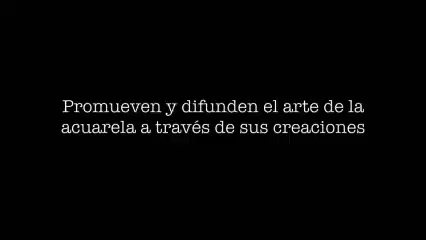 Promueven y difunden el arte de la
acuarela a través de sus creaciones